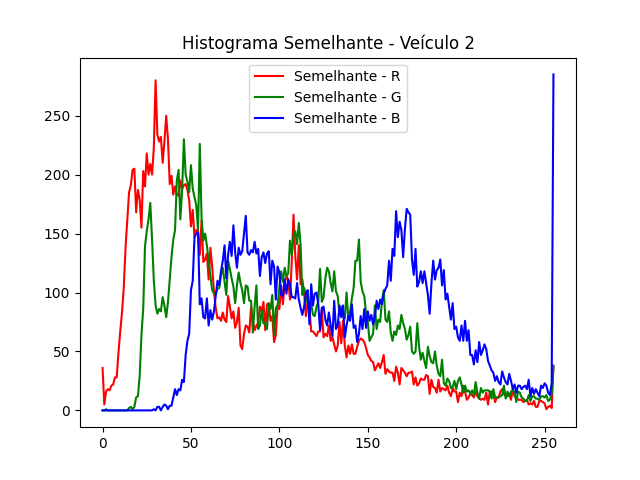 Histograma Semelhante - Veículo 2
Semelhante - R
Semelhante - G
Semelhante - B
250
200
150
100
50
0
0 50 100 150 200 250